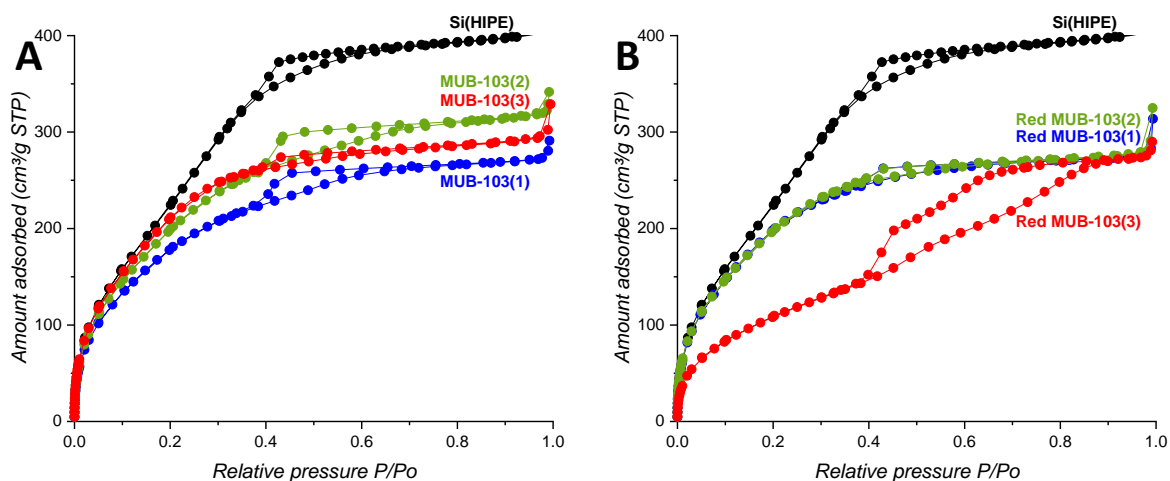 A
Si(HIPE)
MUB-103(2)
MUB-103(3)
MUB-103(1)
400
300
200
100
0
0.0 0.2 0.4 0.6 0.8 1.0
Amount adsorbed (cm³/g STP)
Relative pressure P/Po
B
Si(HIPE)
Red MUB-103(2)
Red MUB-103(1)
Red MUB-103(3)
400
300
200
100
0
0.0 0.2 0.4 0.6 0.8 1.0
Amount adsorbed (cm³/g STP)
Relative pressure P/Po